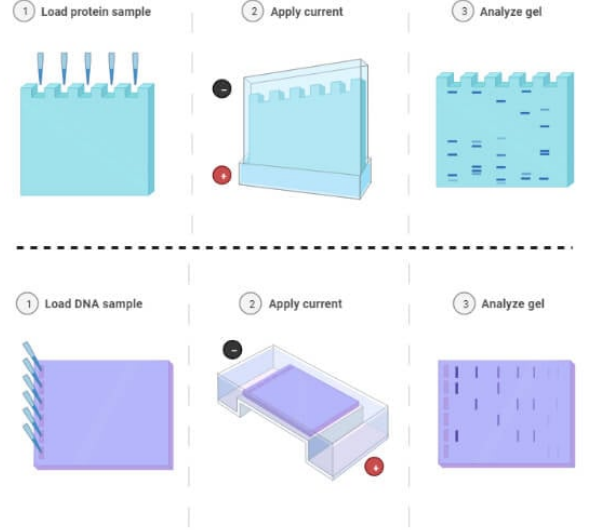 1 Load protein sample
2 Apply current
3 Analyze gel
-
+
1 Load DNA sample
2 Apply current
3 Analyze gel
-
+